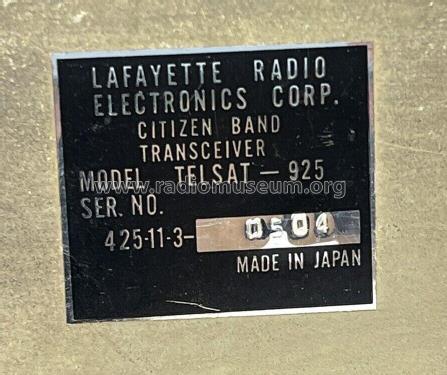 LAFAYETTE RADIO
ELECTRONICS CORP.
CITIZEN BAND
TRANSCEIVER
MODEL TELSAT - 925
www.radiomuseum.org
SER. NO.
425-11-3-
MADE IN JAPAN